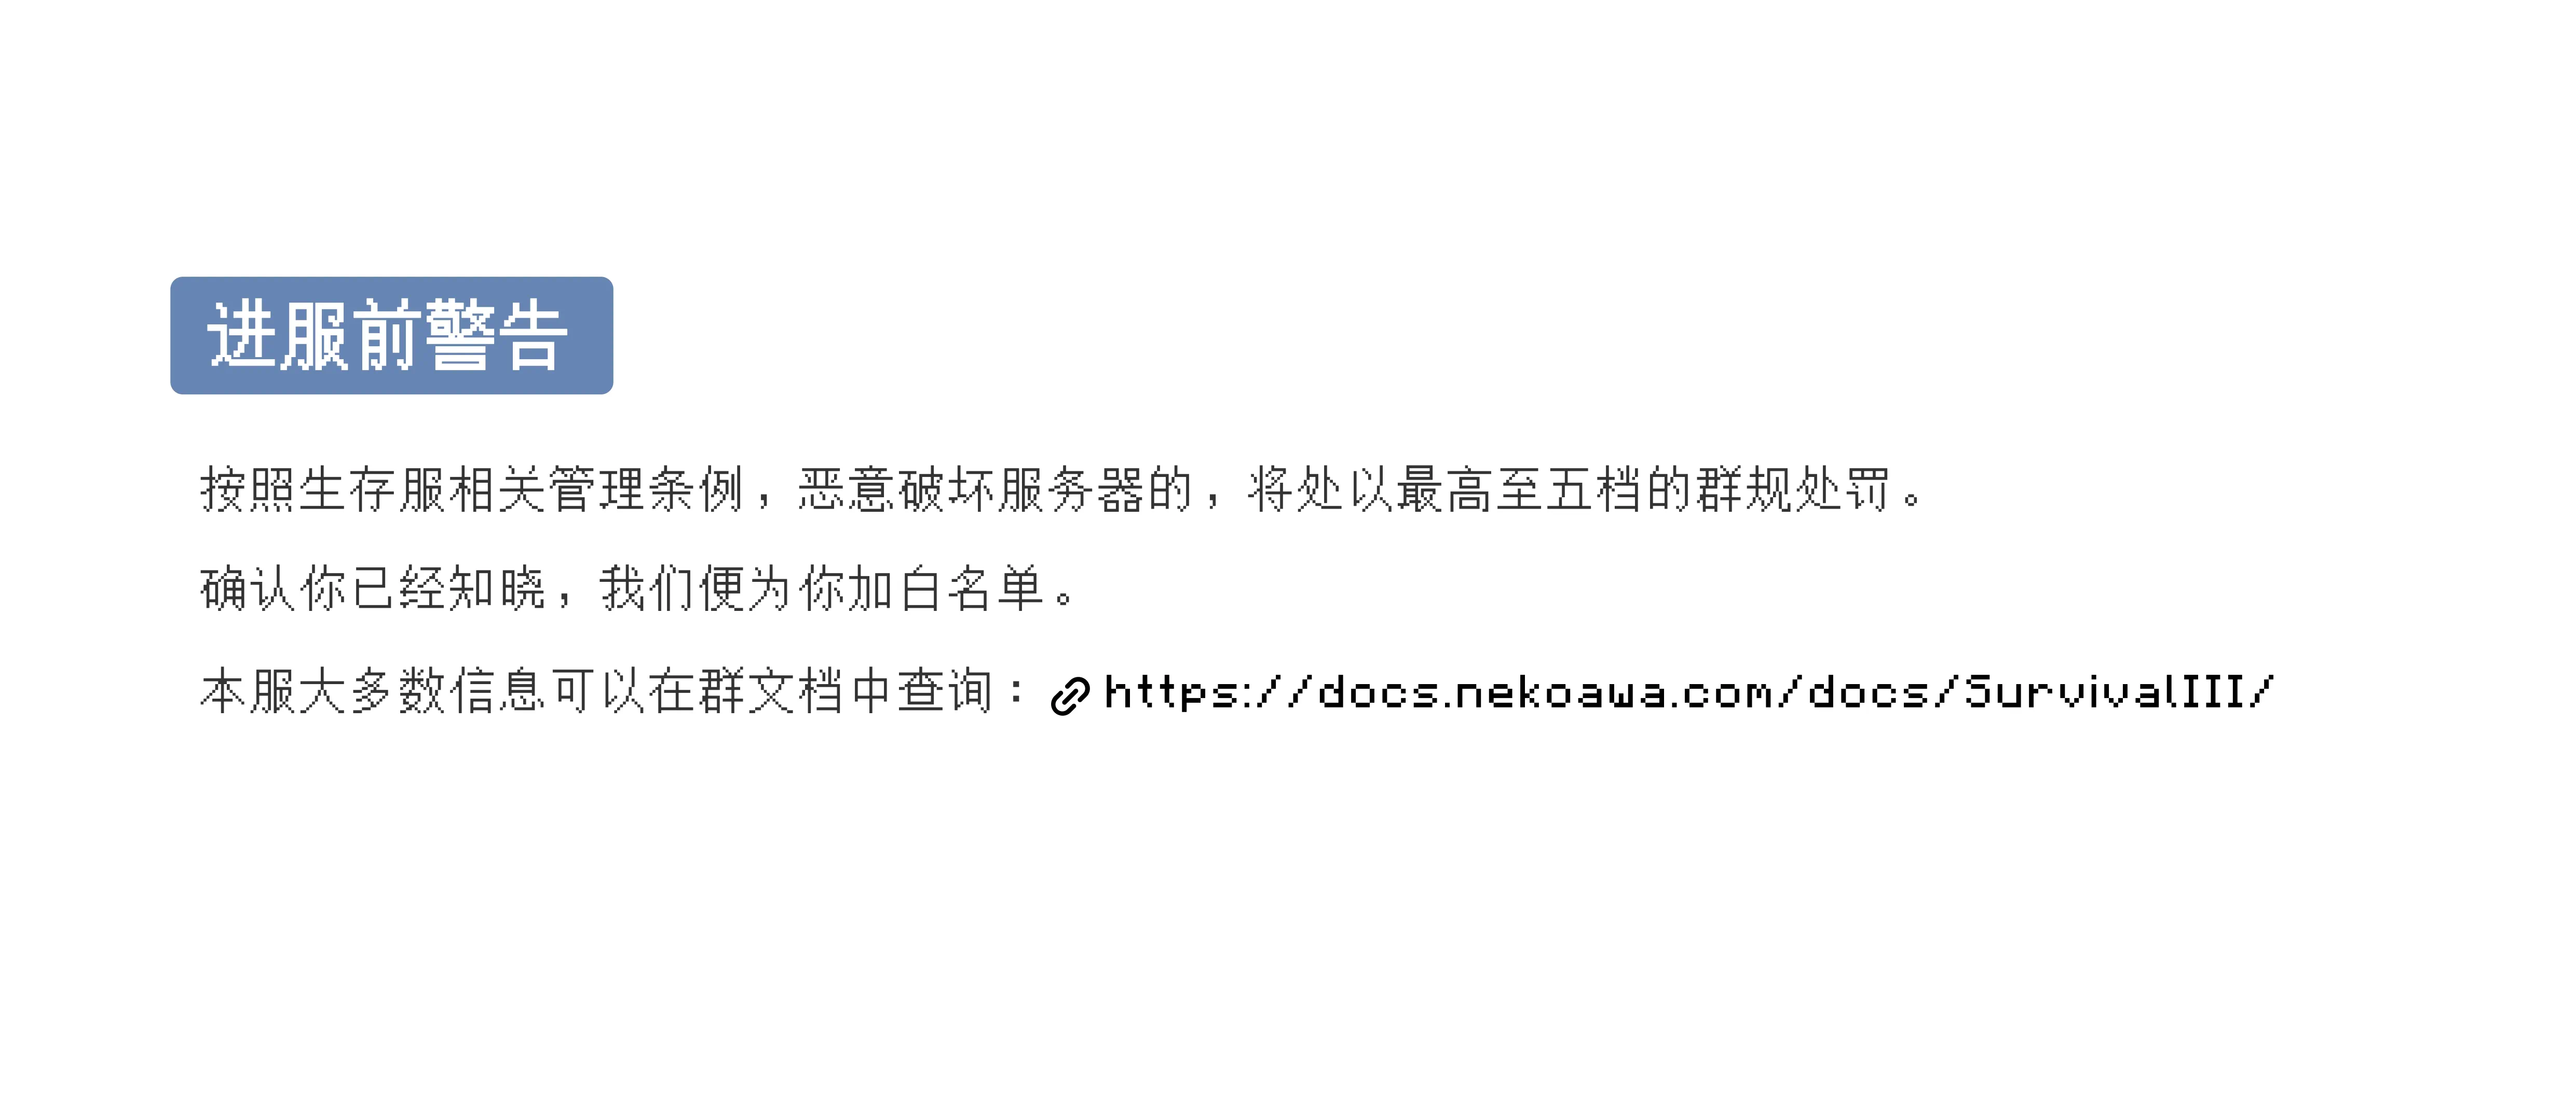 进服前警告
按照生存服相关管理条例，恶意破坏服务器的，将处以最高至五档的群规处罚。
确认你已经知晓，我们便为你加白名单。
本服大多数信息可以在群文档中查询：https://docs.nekoawa.com/docs/SurvivalIII/